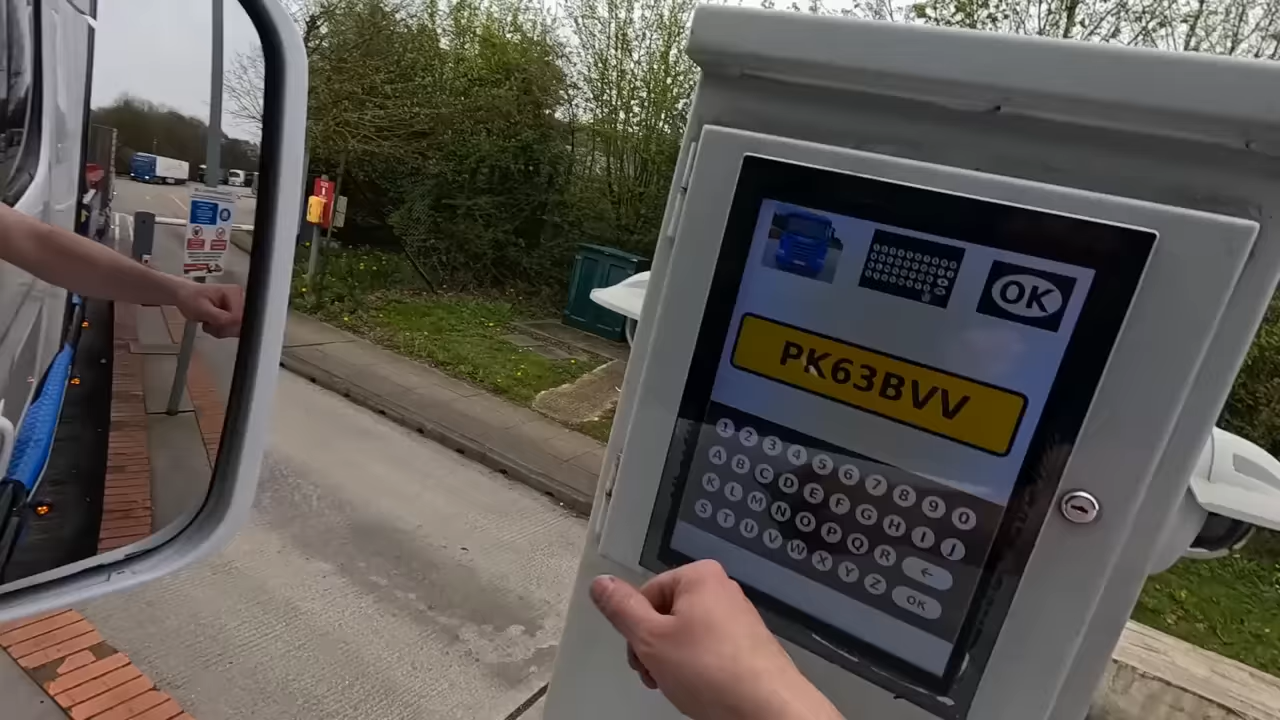 OK
PK63BVV
1 2 3 4 5 6 7 8 9 0
A B C D E F G H I J
K L M N O P Q R ←
S T U V W X Y Z OK